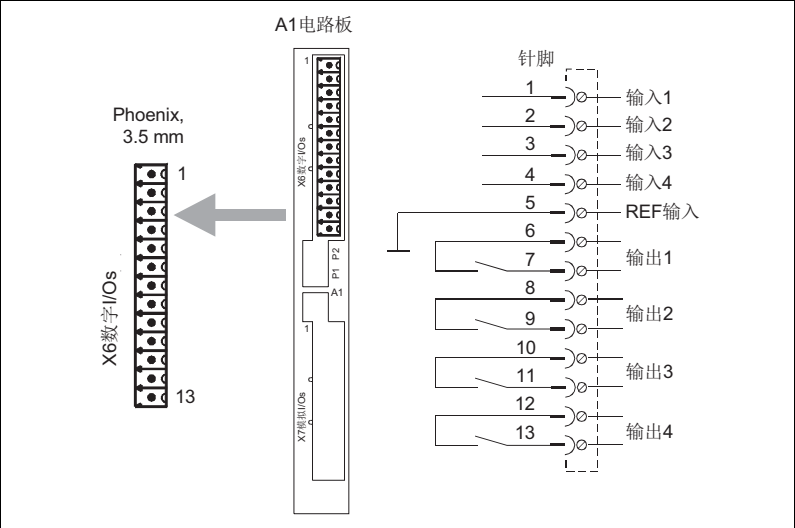 A1电路板
针脚
Phoenix,
3.5 mm
1
13
X6数字I/Os
1
X6数字I/Os
P1 P2
A1
1
X7模拟I/Os
1 输入1
2 输入2
3 输入3
4 输入4
5 REF输入
6
输出1
7
8
输出2
9
10
输出3
11
12
输出4
13